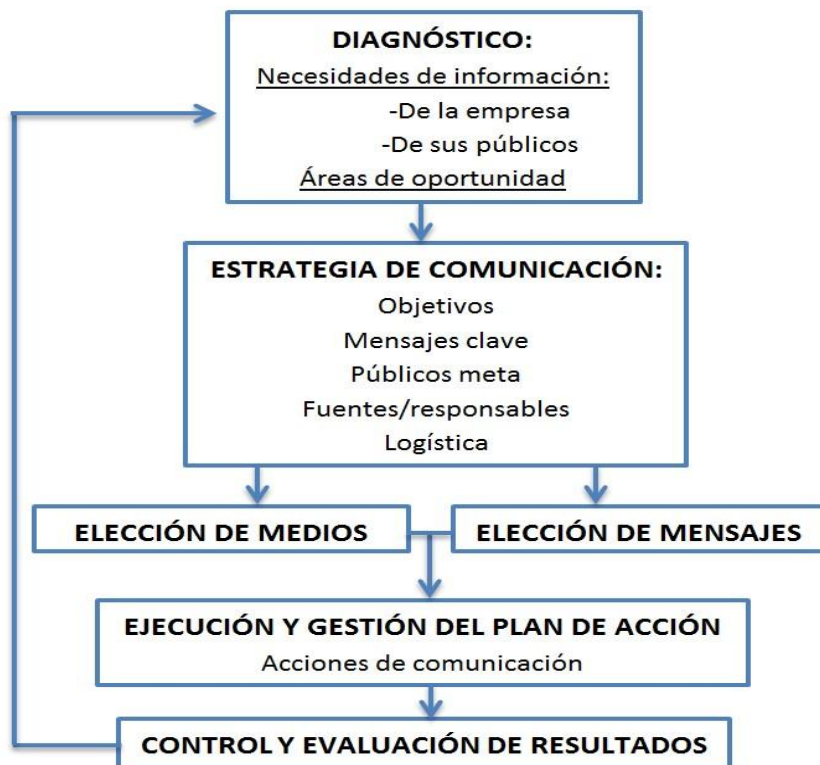 DIAGNÓSTICO:
Necesidades de información:
-De la empresa
-De sus públicos
Áreas de oportunidad
ESTRATEGIA DE COMUNICACIÓN:
Objetivos
Mensajes clave
Públicos meta
Fuentes/responsables
Logística
ELECCIÓN DE MEDIOS
ELECCIÓN DE MENSAJES
EJECUCIÓN Y GESTIÓN DEL PLAN DE ACCIÓN
Acciones de comunicación
CONTROL Y EVALUACIÓN DE RESULTADOS